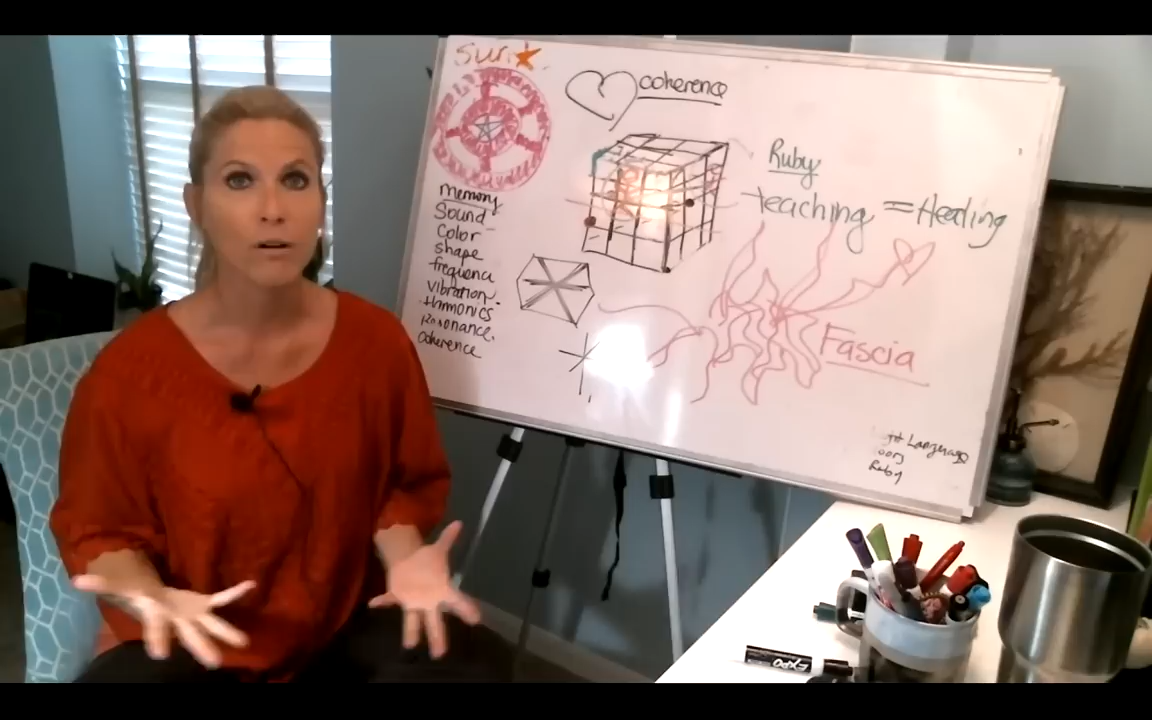 Sun
coherence
Ruby
teaching = Healing
memory
Sound
Color
shape
frequency
vibration
Harmonics
Resonance
Coherence
Fascia
Language
Ruby
EXPO